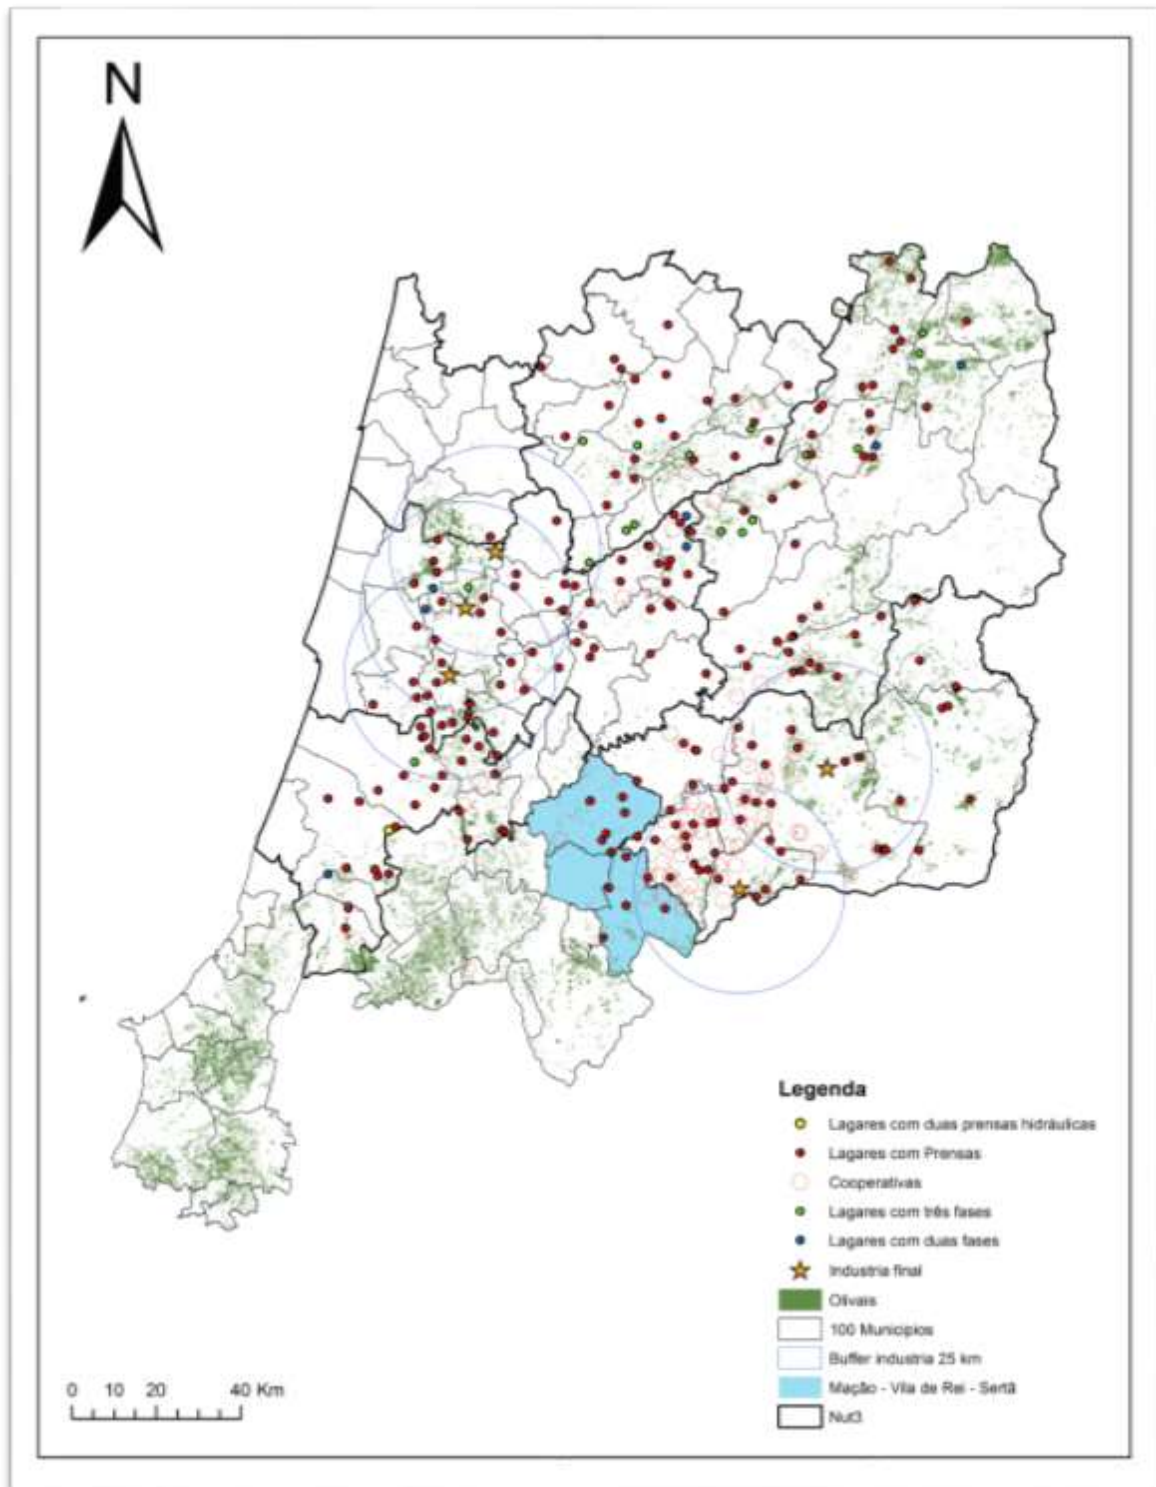 N
Legenda
Lagares com duas prensas hidráulicas
Lagares com Prensas
Cooperativas
Lagares com três fases
Lagares com duas fases
Industria final
Olivais
100 Municipios
Buffer industria 25 km
Mação - Vila de Rei - Sertã
Nut3
0 10 20 40 Km